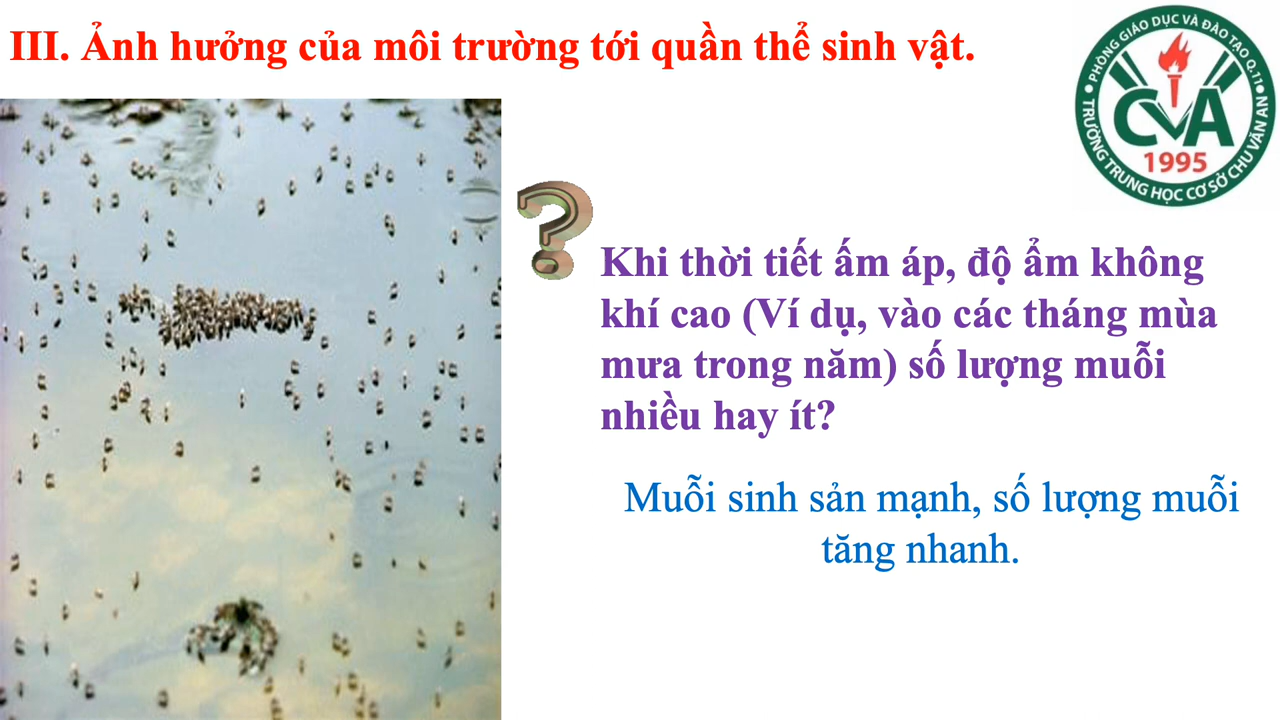 III. Ảnh hưởng của môi trường tới quần thể sinh vật.
PHÒNG GIÁO DỤC VÀ ĐÀO TẠO Q.11
CVA
1995
TRƯỜNG TRUNG HỌC CƠ SỞ CHU VĂN AN
?
Khi thời tiết ấm áp, độ ẩm không
khí cao (Ví dụ, vào các tháng mùa
mưa trong năm) số lượng muỗi
nhiều hay ít?
Muỗi sinh sản mạnh, số lượng muỗi
tăng nhanh.